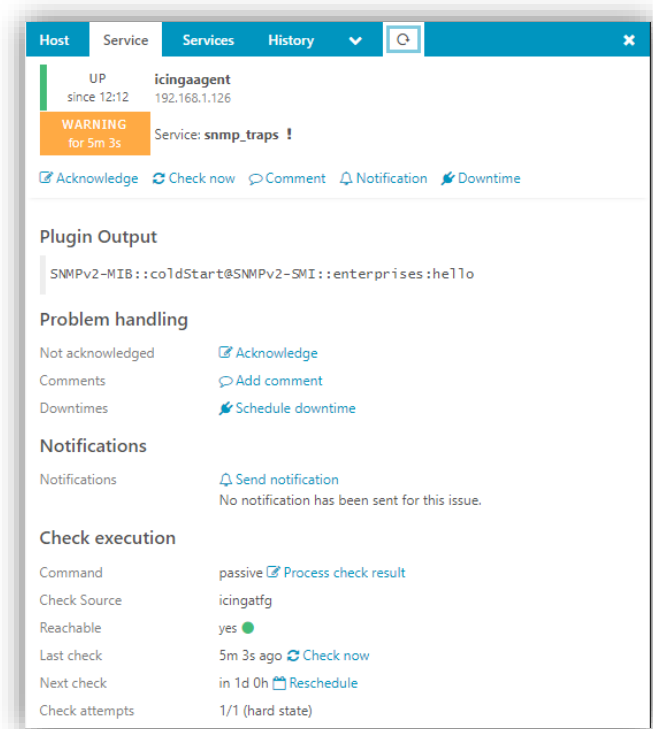 Host Service Services History
UP icingaagent
since 12:12 192.168.1.126
WARNING
for 5m 3s
Service: snmp_traps !
Acknowledge Check now Comment Notification Downtime
Plugin Output
SNMPv2-MIB::coldStart@SNMPv2-SMI::enterprises:hello
Problem handling
Not acknowledged Acknowledge
Comments Add comment
Downtimes Schedule downtime
Notifications
Notifications Send notification
No notification has been sent for this issue.
Check execution
Command passive Process check result
Check Source icingatfg
Reachable yes
Last check 5m 3s ago Check now
Next check in 1d 0h Reschedule
Check attempts 1/1 (hard state)